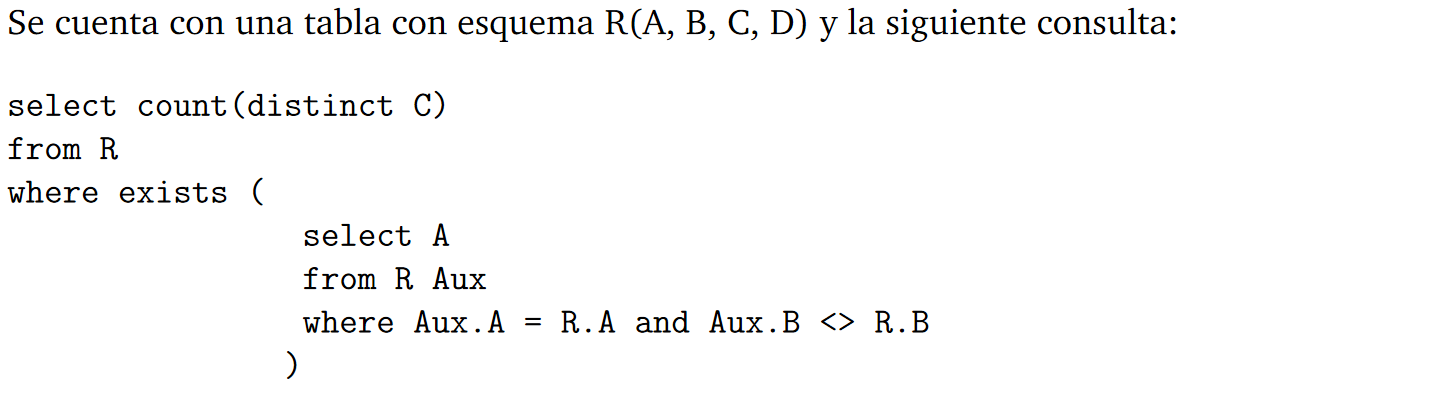 Se cuenta con una tabla con esquema R(A, B, C, D) y la siguiente consulta:
select count(distinct C)
from R
where exists (
select A
from R Aux
where Aux.A = R.A and Aux.B <> R.B
)